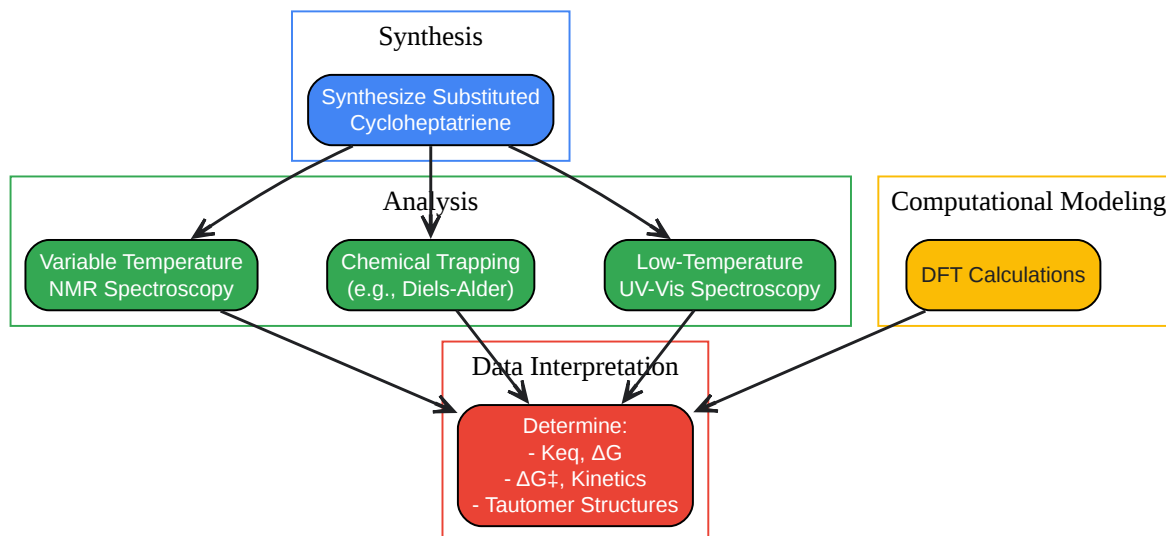 Synthesis
Synthesize Substituted
Cycloheptatriene
Analysis
Computational Modeling
Variable Temperature
NMR Spectroscopy
Chemical Trapping
(e.g., Diels-Alder)
Low-Temperature
UV-Vis Spectroscopy
DFT Calculations
Data Interpretation
Determine:
- Keq, ΔG
- ΔG‡, Kinetics
- Tautomer Structures